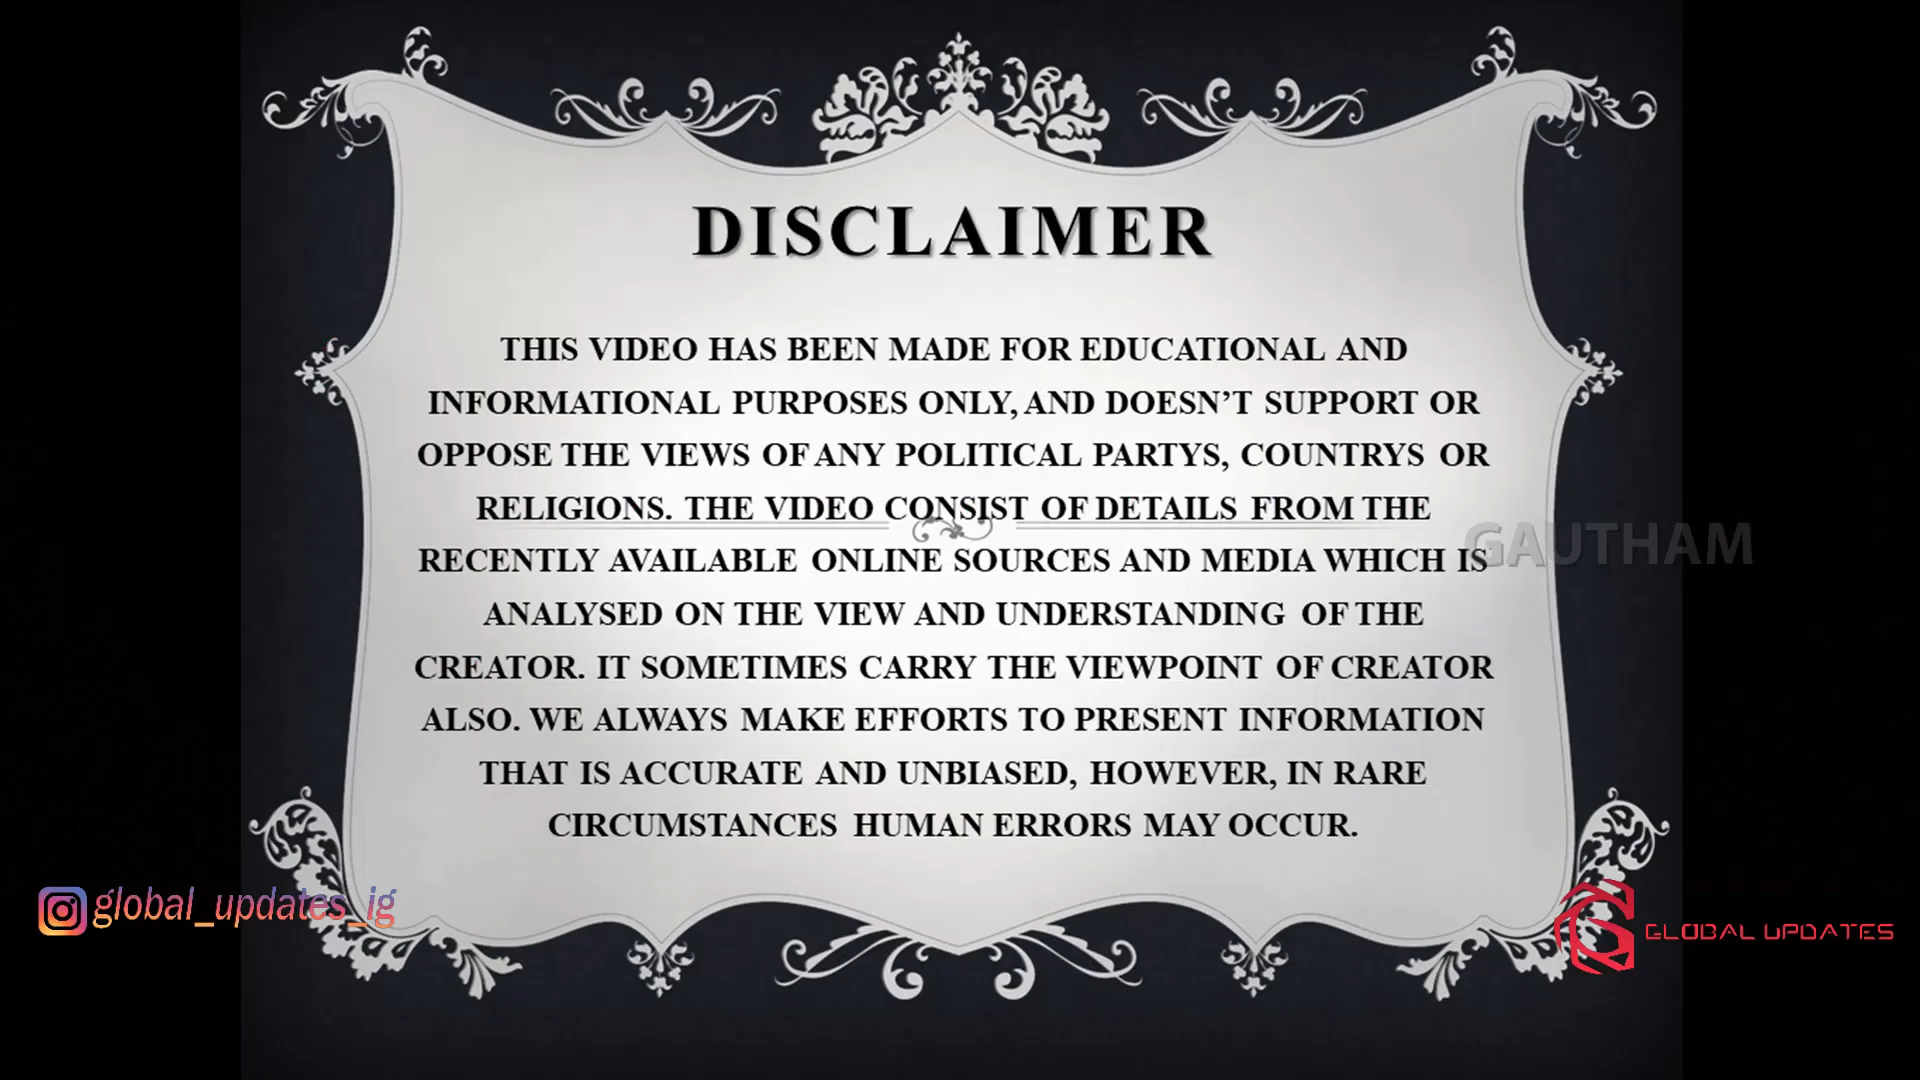 DISCLAIMER
THIS VIDEO HAS BEEN MADE FOR EDUCATIONAL AND
INFORMATIONAL PURPOSES ONLY, AND DOESN’T SUPPORT OR
OPPOSE THE VIEWS OF ANY POLITICAL PARTYS, COUNTRYS OR
RELIGIONS. THE VIDEO CONSIST OF DETAILS FROM THE
RECENTLY AVAILABLE ONLINE SOURCES AND MEDIA WHICH IS
GAUTHAM
ANALYSED ON THE VIEW AND UNDERSTANDING OF THE
CREATOR. IT SOMETIMES CARRY THE VIEWPOINT OF CREATOR
ALSO. WE ALWAYS MAKE EFFORTS TO PRESENT INFORMATION
THAT IS ACCURATE AND UNBIASED, HOWEVER, IN RARE
CIRCUMSTANCES HUMAN ERRORS MAY OCCUR.
global_updates_ig
GLOBAL UPDATES